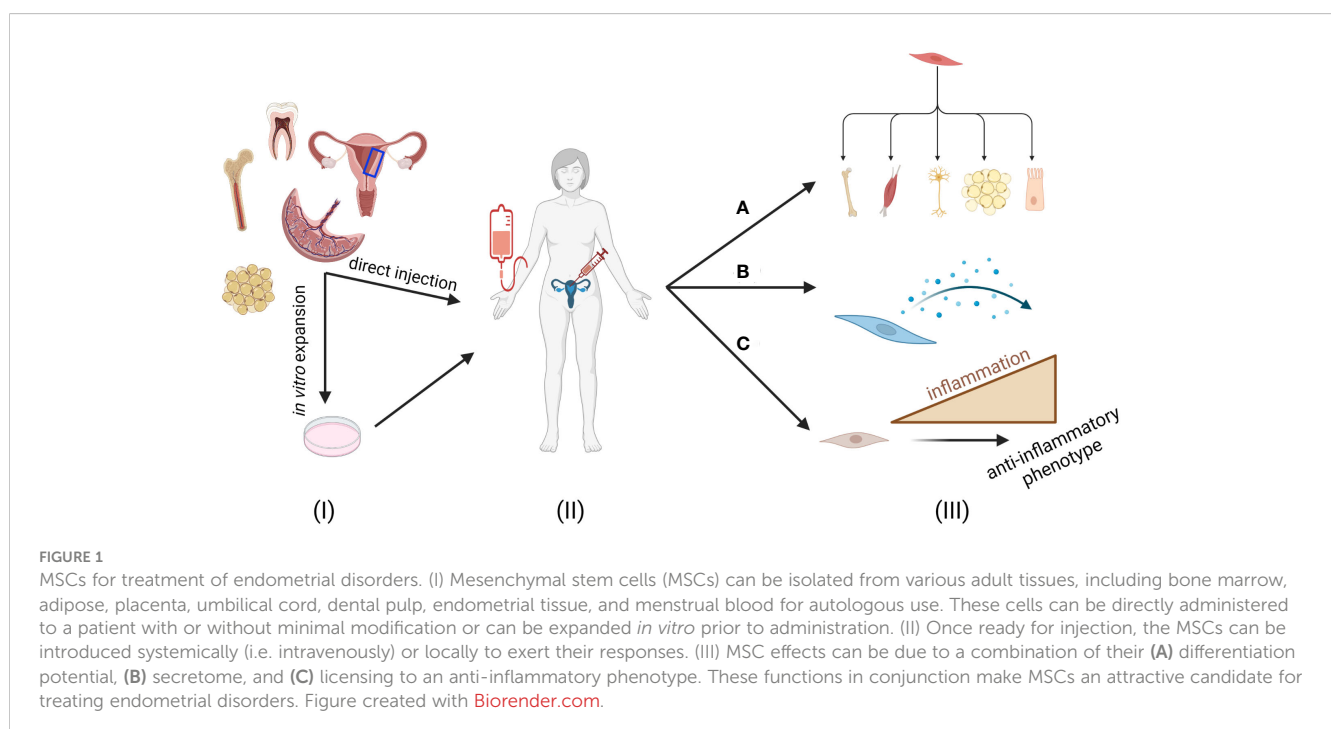 direct injection
in vitro expansion
A
B
C
inflammation
anti-inflammatory
phenotype
(I)
(II)
(III)
FIGURE 1
MSCs for treatment of endometrial disorders. (I) Mesenchymal stem cells (MSCs) can be isolated from various adult tissues, including bone marrow,
adipose, placenta, umbilical cord, dental pulp, endometrial tissue, and menstrual blood for autologous use. These cells can be directly administered
to a patient with or without minimal modification or can be expanded in vitro prior to administration. (II) Once ready for injection, the MSCs can be
introduced systemically (i.e. intravenously) or locally to exert their responses. (III) MSC effects can be due to a combination of their (A) differentiation
potential, (B) secretome, and (C) licensing to an anti-inflammatory phenotype. These functions in conjunction make MSCs an attractive candidate for
treating endometrial disorders. Figure created with Biorender.com.